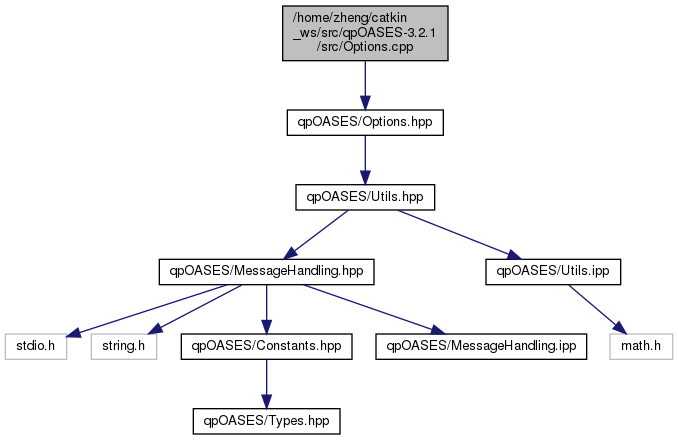 /home/zheng/catkin
_ws/src/qpOASES-3.2.1
/src/Options.cpp
qpOASES/Options.hpp
qpOASES/Utils.hpp
qpOASES/MessageHandling.hpp
qpOASES/Utils.ipp
stdio.h
string.h
qpOASES/Constants.hpp
qpOASES/MessageHandling.ipp
math.h
qpOASES/Types.hpp